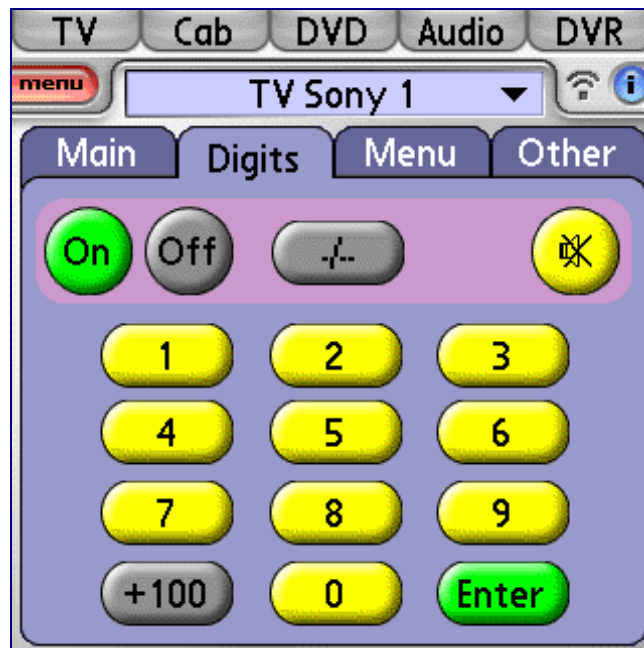 TV Cab DVD Audio DVR
menu TV Sony 1 i
Main Digits Menu Other
On Off -/--
1 2 3
4 5 6
7 8 9
+100 0 Enter